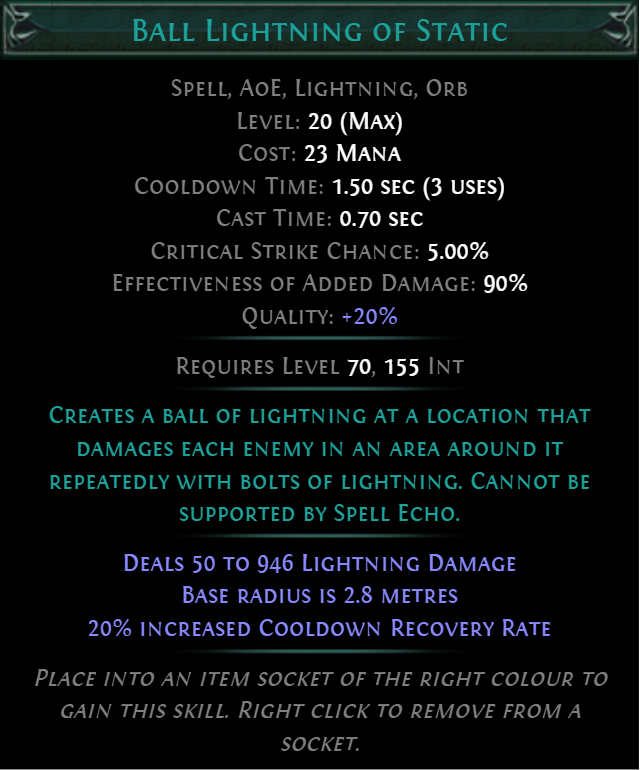 Ball Lightning of Static
Spell, AoE, Lightning, Orb
Level: 20 (Max)
Cost: 23 Mana
Cooldown Time: 1.50 sec (3 uses)
Cast Time: 0.70 sec
Critical Strike Chance: 5.00%
Effectiveness of Added Damage: 90%
Quality: +20%
Requires Level 70, 155 Int
Creates a ball of lightning at a location that
damages each enemy in an area around it
repeatedly with bolts of lightning. Cannot be
supported by Spell Echo.
Deals 50 to 946 Lightning Damage
Base radius is 2.8 metres
20% increased Cooldown Recovery Rate
Place into an item socket of the right colour to
gain this skill. Right click to remove from a
socket.